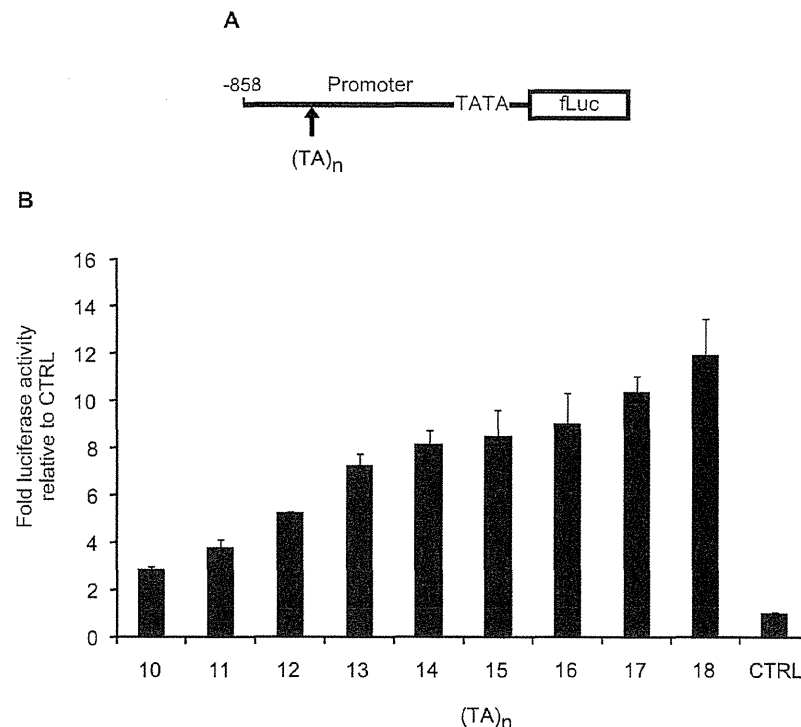 A
-858
Promoter
TATA
fLuc
(TA)n
B
Fold luciferase activity
relative to CTRL
16
14
12
10
8
6
4
2
0
10 11 12 13 14 15 16 17 18 CTRL
(TA)n